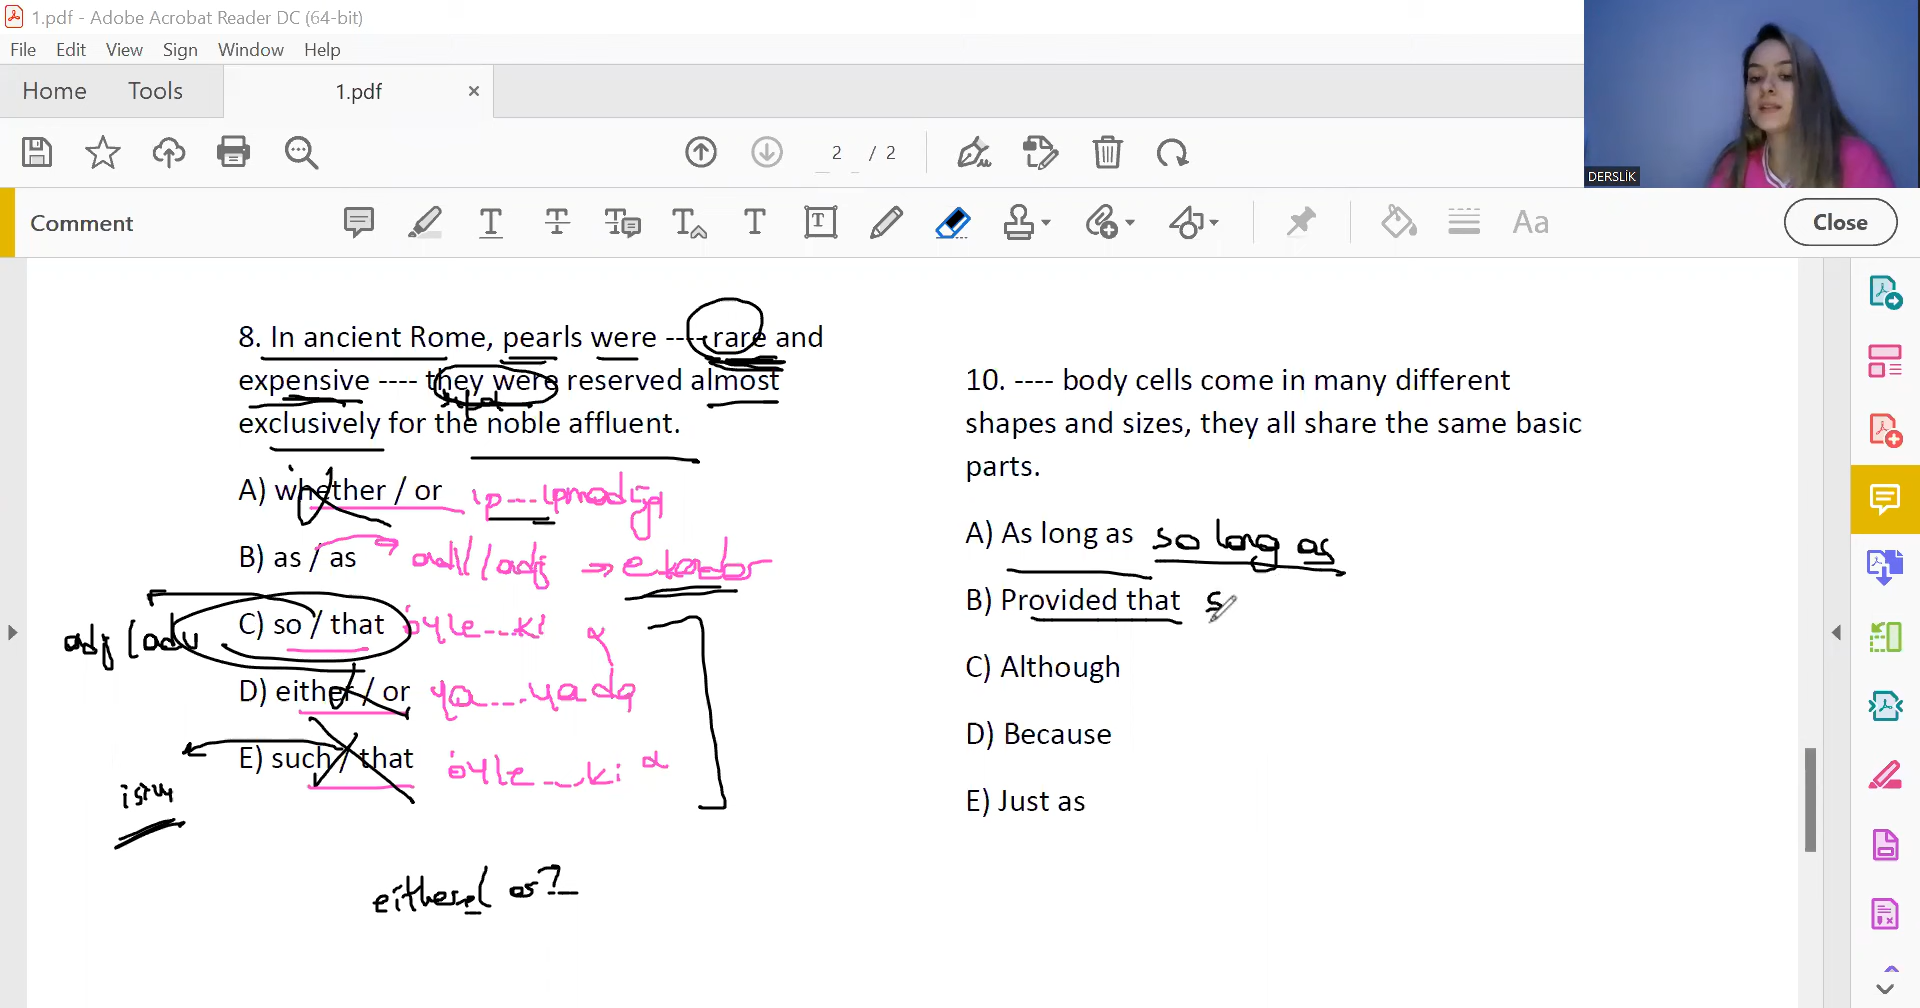 1.pdf - Adobe Acrobat Reader DC (64-bit)
File Edit View Sign Window Help
Home Tools 1.pdf ×
2 / 2
DERSLİK
Comment
Aa
Close
8. In ancient Rome, pearls were ---- rare and
expensive ---- they were reserved almost
exclusively for the noble affluent.
A) whether / or
B) as / as
C) so / that öyle...ki
adj / adv
D) either / or ya....yada
E) such / that öyle...ki
isim
or?
10. ---- body cells come in many different
shapes and sizes, they all share the same basic
parts.
A) As long as so long as
B) Provided that s
C) Although
D) Because
E) Just as